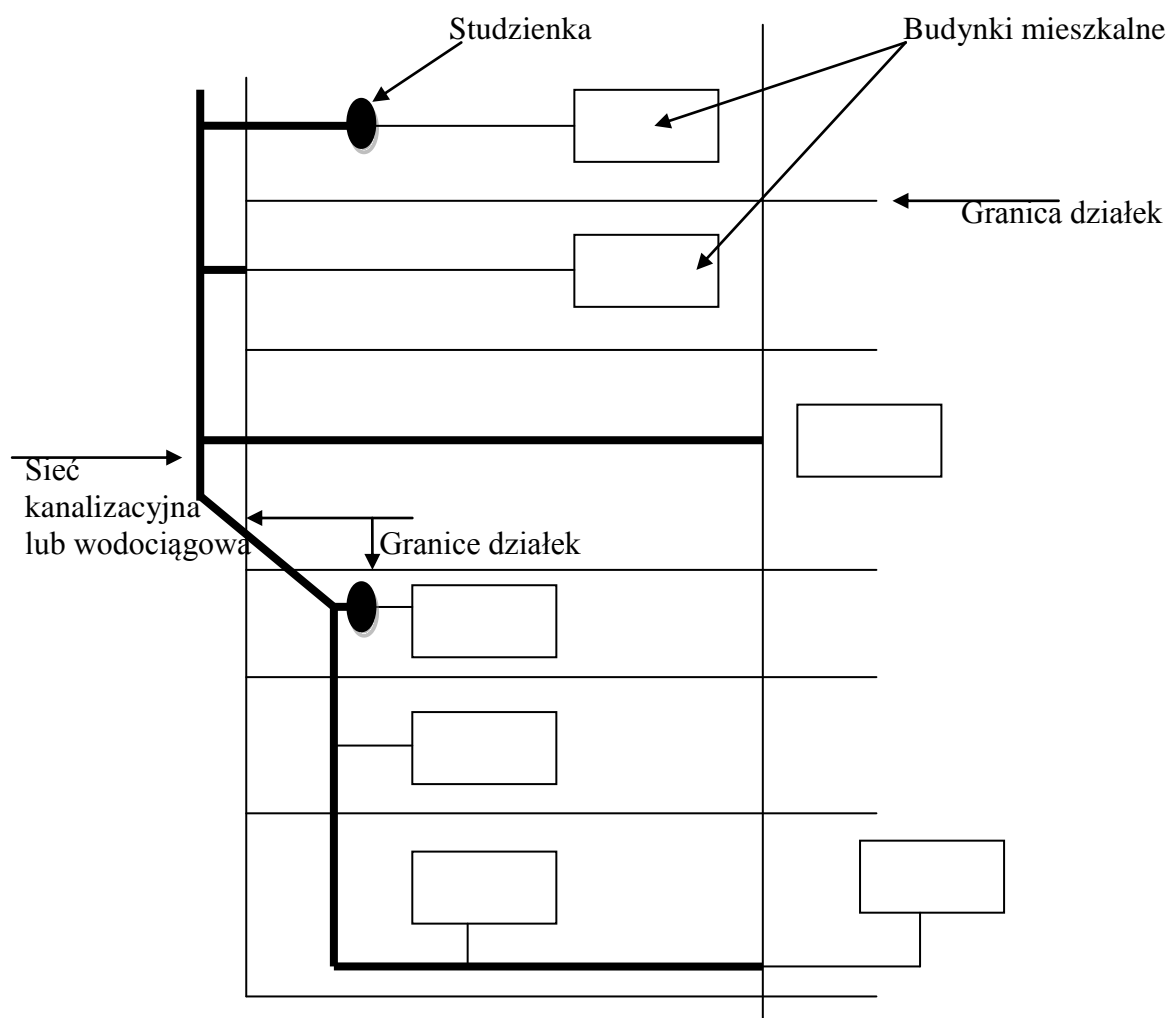 Studzienka
Budynki mieszkalne
Granica działek
Sieć
kanalizacyjna
lub wodociągowa
Granice działek